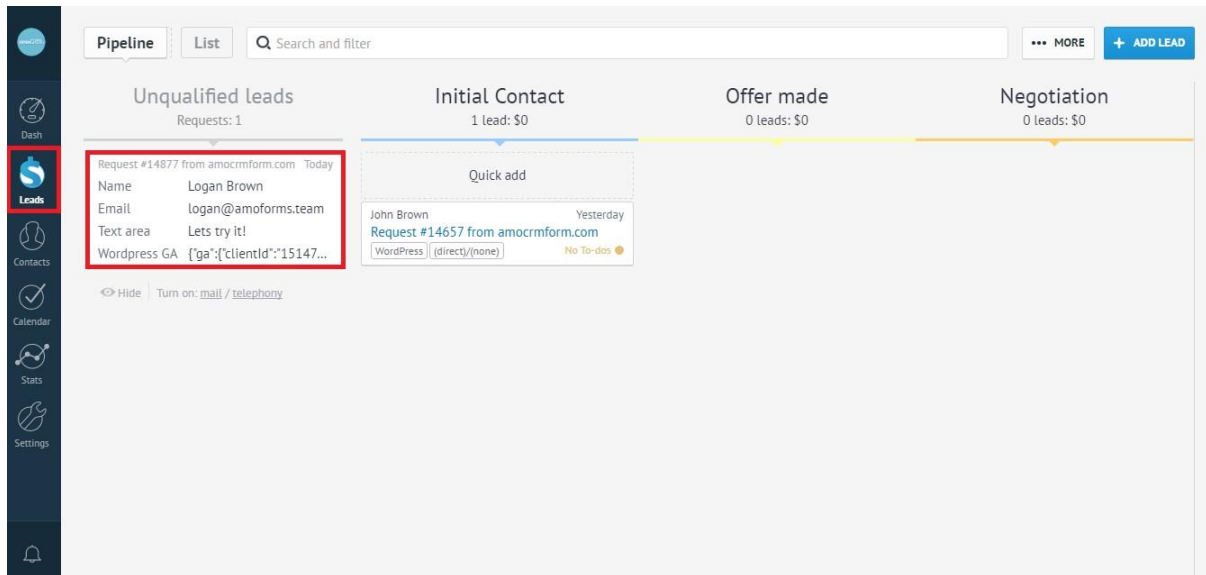 Pipeline
List
Search and filter
••• MORE
+ ADD LEAD
Dash
Leads
Contacts
Calendar
Stats
Settings
Unqualified leads
Requests: 1
Request #14877 from amocrmform.com Today
Name Logan Brown
Email logan@amoforms.team
Text area Lets try it!
Wordpress GA {"ga":{"clientId":"15147...
Hide Turn on: mail / telephony
Initial Contact
1 lead: $0
Quick add
John Brown Yesterday
Request #14657 from amocrmform.com
WordPress (direct)/(none) No To-dos
Offer made
0 leads: $0
Negotiation
0 leads: $0